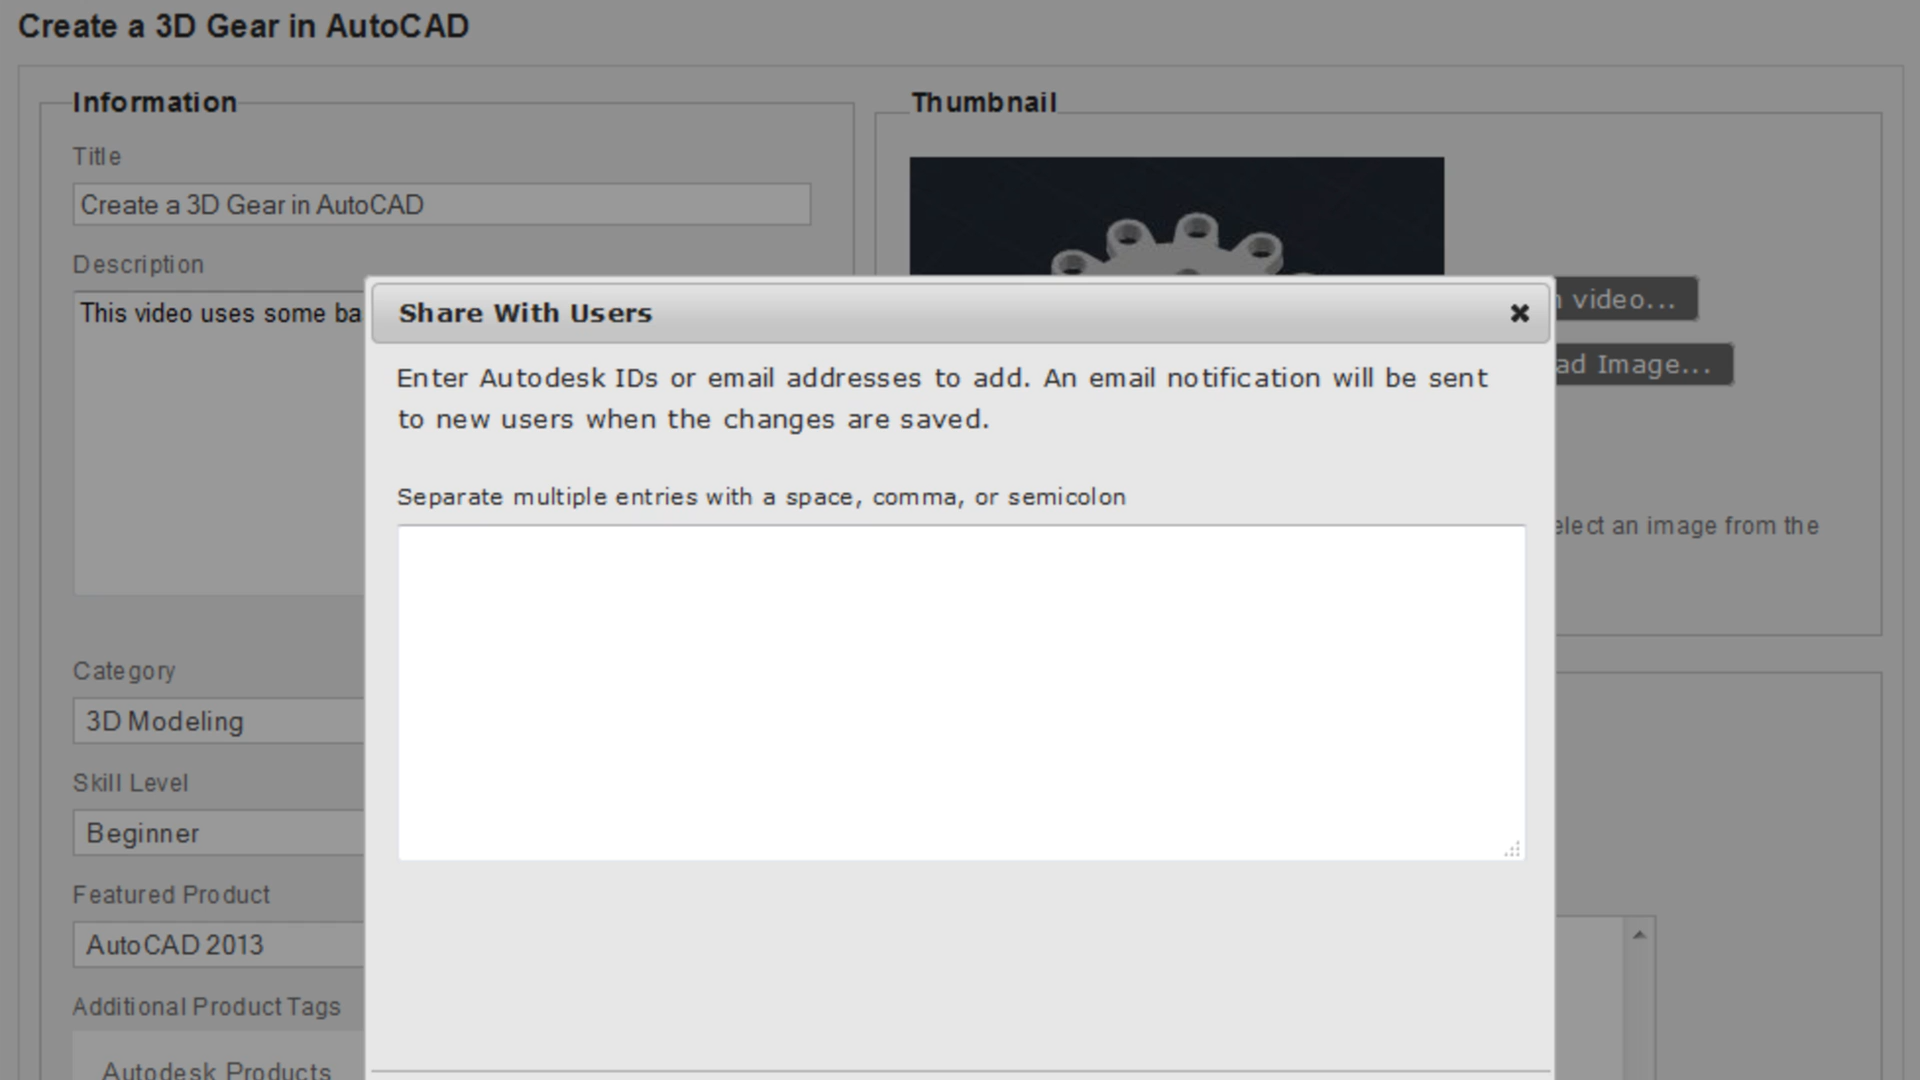 Create a 3D Gear in AutoCAD
Information
Title
Create a 3D Gear in AutoCAD
Description
This video uses some ba
Category
3D Modeling
Skill Level
Beginner
Featured Product
AutoCAD 2013
Additional Product Tags
Autodesk Products
Thumbnail
video...
ad Image...
elect an image from the
Share With Users
Enter Autodesk IDs or email addresses to add. An email notification will be sent
to new users when the changes are saved.
Separate multiple entries with a space, comma, or semicolon